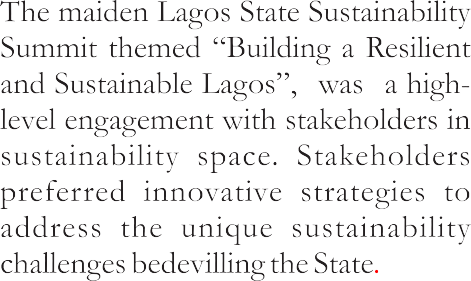 The maiden Lagos State Sustainability
Summit themed “Building a Resilient
and Sustainable Lagos”, was a high-
level engagement with stakeholders in
sustainability space. Stakeholders
preferred innovative strategies to
address the unique sustainability
challenges bedevilling the State.